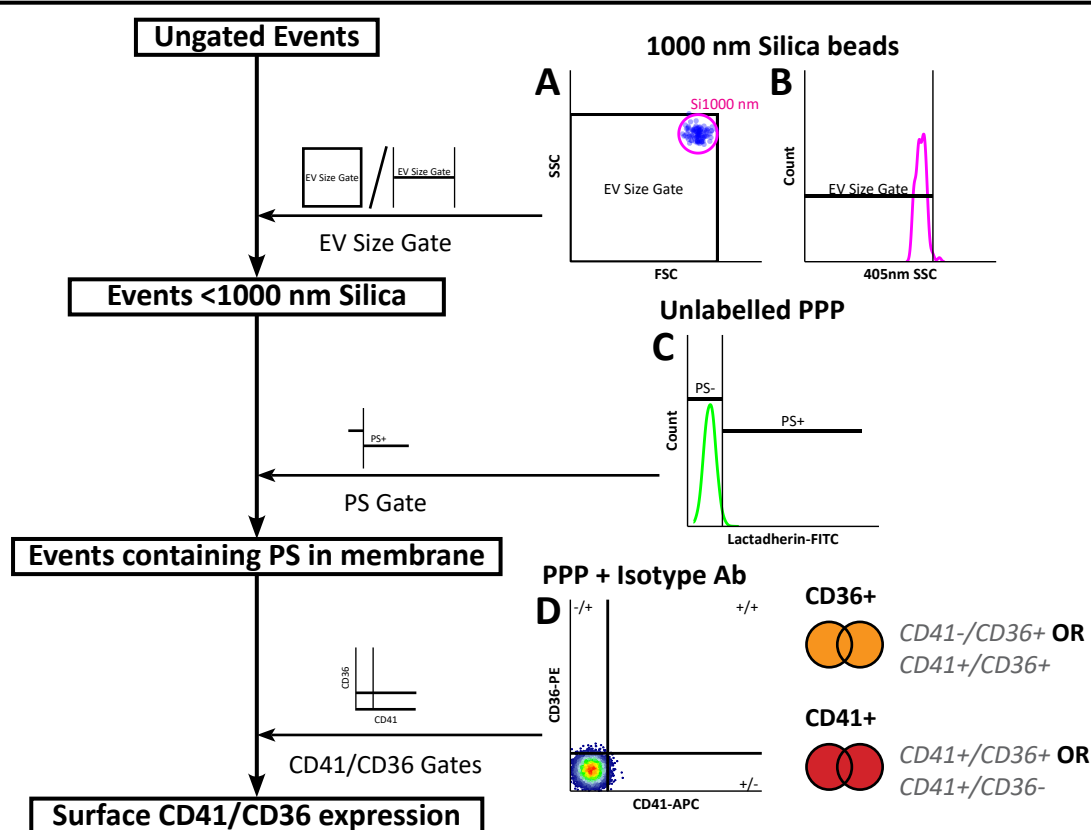 Ungated Events
EV Size Gate
EV Size Gate
EV Size Gate
Events <1000 nm Silica
PS+
PS Gate
Events containing PS in membrane
CD36
CD41
CD41/CD36 Gates
Surface CD41/CD36 expression
1000 nm Silica beads
A
Si1000 nm
SSC
EV Size Gate
FSC
B
Count
EV Size Gate
405nm SSC
Unlabelled PPP
C
PS-
PS+
Count
Lactadherin-FITC
PPP + Isotype Ab
D
-/+
+/+
CD36-PE
+/-
CD41-APC
CD36+
CD41-/CD36+ OR
CD41+/CD36+
CD41+
CD41+/CD36+ OR
CD41+/CD36-